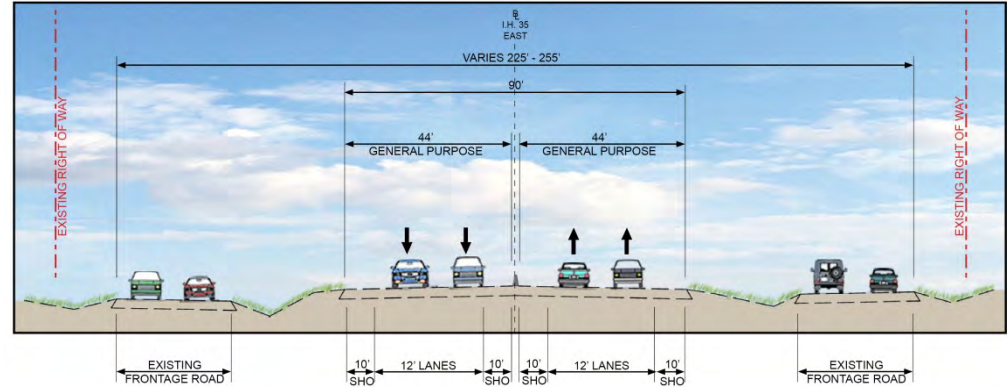 B
I.H. 35
EAST
VARIES 225' - 255'
90'
44'
GENERAL PURPOSE
44'
GENERAL PURPOSE
EXISTING RIGHT OF WAY
EXISTING RIGHT OF WAY
EXISTING
FRONTAGE ROAD
10'
SHO
12' LANES
10'
SHO
10'
SHO
12' LANES
10'
SHO
EXISTING
FRONTAGE ROAD